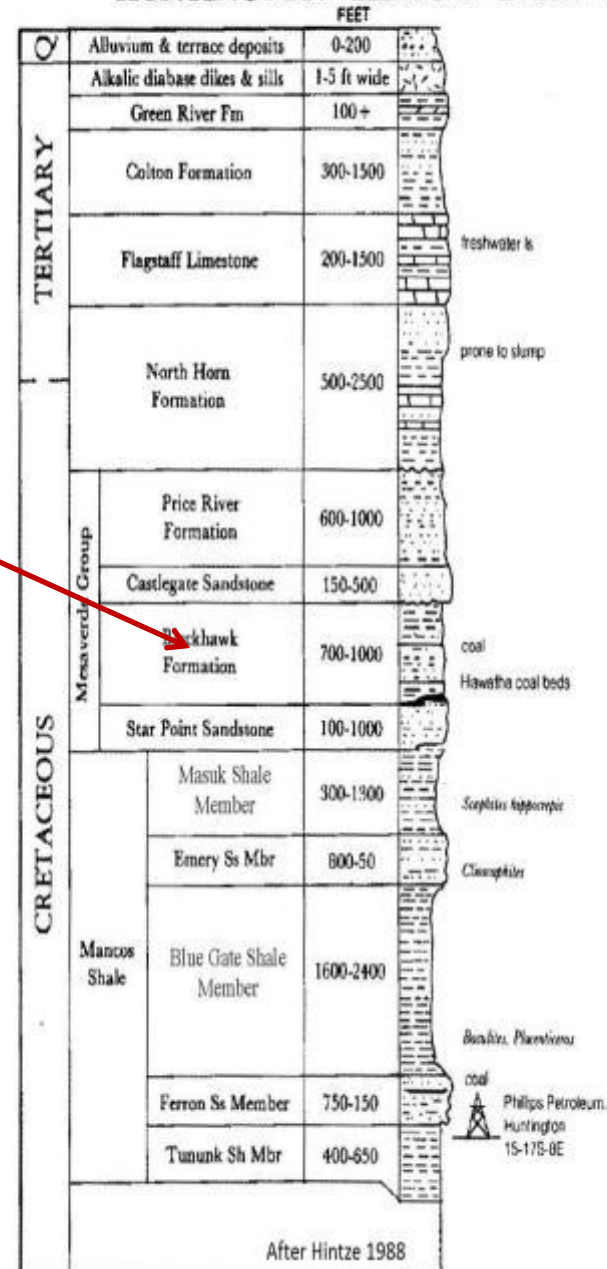 FEET
Q
Alluvium & terrace deposits 0-200
Alkalic diabase dikes & sills 1-5 ft wide
Green River Fm 100+
TERTIARY
Colton Formation 300-1500
Flagstaff Limestone 200-1500
freshwater ls
North Horn
Formation
500-2500
prone to slump
CRETACEOUS
Mesaverde Group
Price River
Formation
600-1000
Castlegate Sandstone 150-500
Formation
700-1000
coal
Hiawatha coal beds
Star Point Sandstone 100-1000
Mancos
Shale
Masuk Shale
Member
300-1300
Emery Ss Mbr 800-50
Blue Gate Shale
Member
1600-2400
Baculites, Placenticeras
coal
Ferron Ss Member 750-150
Phillips Petroleum.
Huntington
15-17S-8E
Tununk Sh Mbr 400-650
After Hintze 1988